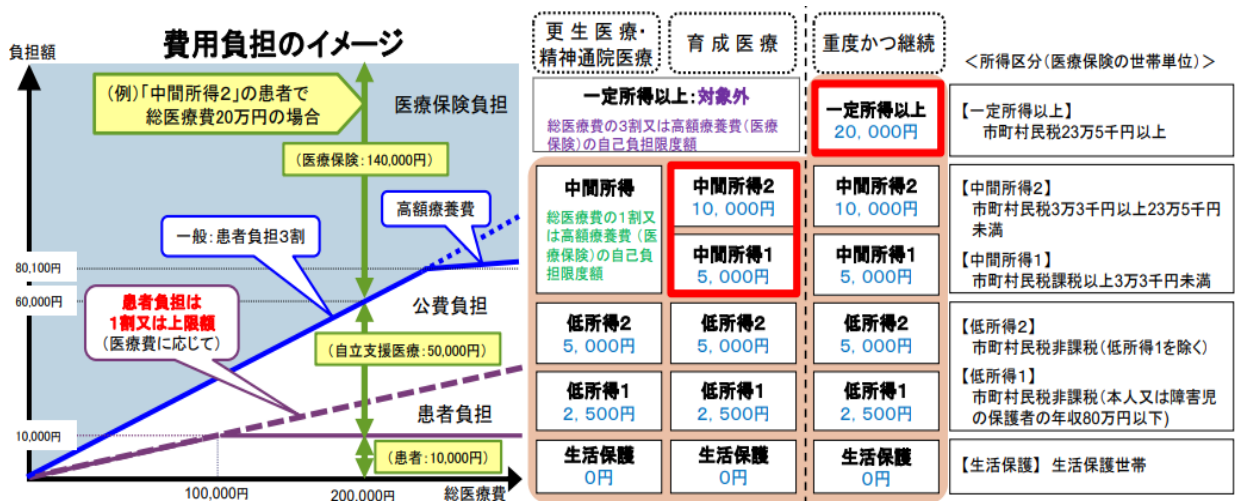 費用負担のイメージ
負担額
(例)「中間所得2」の患者で
総医療費20万円の場合
医療保険負担
(医療保険:140,000円)
高額療養費
一般:患者負担3割
80,100円
60,000円
公費負担
患者負担は
1割又は上限額
(医療費に応じて)
(自立支援医療:50,000円)
患者負担
10,000円
(患者:10,000円)
100,000円
200,000円
総医療費
更生医療・
精神通院医療
育成医療
重度かつ継続
<所得区分(医療保険の世帯単位)>
一定所得以上:対象外
総医療費の3割又は高額療養費(医療
保険)の自己負担限度額
一定所得以上
20,000円
【一定所得以上】
市町村民税23万5千円以上
中間所得
総医療費の1割又
は高額療養費(医
療保険)の自己負
担限度額
中間所得2
10,000円
中間所得1
5,000円
中間所得2
10,000円
中間所得1
5,000円
【中間所得2】
市町村民税3万3千円以上23万5千円
未満
【中間所得1】
市町村民税課税以上3万3千円未満
低所得2
5,000円
低所得2
5,000円
低所得2
5,000円
【低所得2】
市町村民税非課税(低所得1を除く)
低所得1
2,500円
低所得1
2,500円
低所得1
2,500円
【低所得1】
市町村民税非課税(本人又は障害児
の保護者の年収80万円以下)
生活保護
0円
生活保護
0円
生活保護
0円
【生活保護】 生活保護世帯